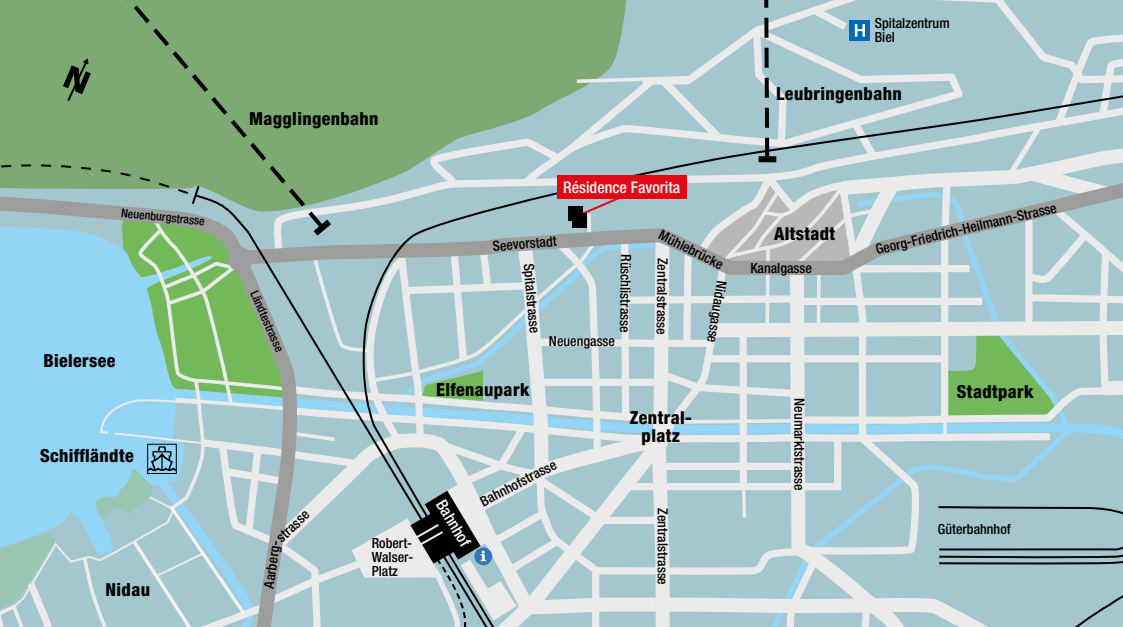 H
Spitalzentrum
Biel
N
Leubringenbahn
Magglingenbahn
Résidence Favorita
Neuenburgstrasse
Seevorstadt
Mühlebrücke
Altstadt
Kanalgasse
Georg-Friedrich-Heilmann-Strasse
Ländtestrasse
Spitalstrasse
Rüschlistrasse
Zentralstrasse
Nidaugasse
Neuengasse
Bielersee
Elfenaupark
Stadtpark
Zentral-
platz
Neumarktstrasse
Schiffländte
Bahnhofstrasse
Bahnhof
i
Aarberg-strasse
Robert-
Walser-
Platz
Zentralstrasse
Güterbahnhof
Nidau